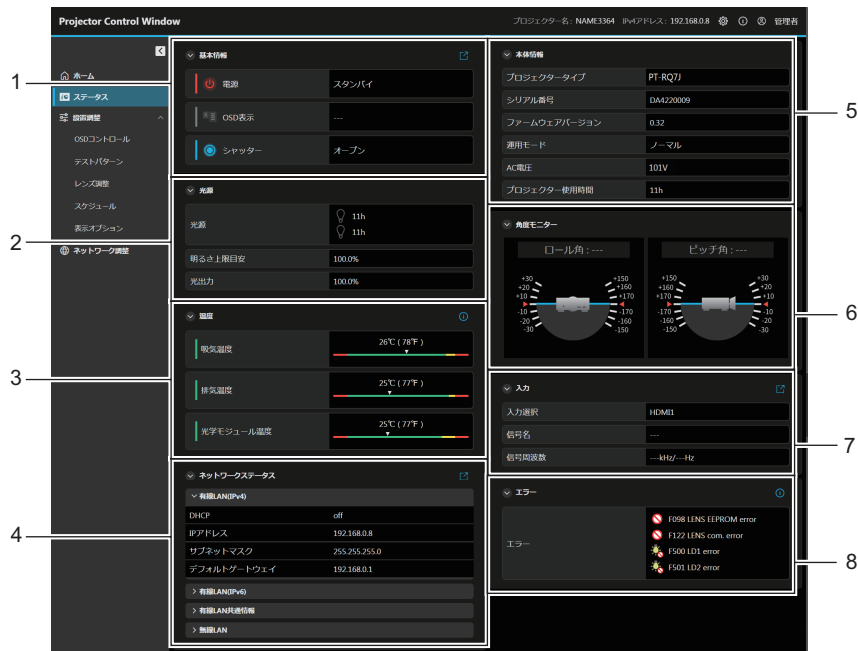 Projector Control Window
プロジェクター名: NAME3364 IPv4アドレス: 192.168.0.8 管理者
ホーム
ステータス
設置調整
OSDコントロール
テストパターン
レンズ調整
スケジュール
表示オプション
ネットワーク調整
1
基本情報
電源 スタンバイ
OSD表示 ---
シャッター オープン
2
光源
光源 11h
11h
明るさ上限目安 100.0%
光出力 100.0%
3
温度
吸気温度 26℃ ( 78℉ )
排気温度 25℃ ( 77℉ )
光学モジュール温度 25℃ ( 77℉ )
4
ネットワークステータス
有線LAN(IPv4)
DHCP off
IPアドレス 192.168.0.8
サブネットマスク 255.255.255.0
デフォルトゲートウェイ 192.168.0.1
有線LAN(IPv6)
有線LAN共通情報
無線LAN
5
本体情報
プロジェクタータイプ PT-RQ7J
シリアル番号 DA4220009
ファームウェアバージョン 0.32
運用モード ノーマル
AC電圧 101V
プロジェクター使用時間 11h
6
角度モニター
ロール角 : --- ピッチ角 : ---
+30 +150 +150 +30
+20 +160 +160 +20
+10 +170 +170 +10
-10 -170 -170 -10
-20 -160 -160 -20
-30 -150 -150 -30
7
入力
入力選択 HDMI1
信号名 ---
信号周波数 ---kHz/---Hz
8
エラー
エラー
F098 LENS EEPROM error
F122 LENS com. error
F500 LD1 error
F501 LD2 error